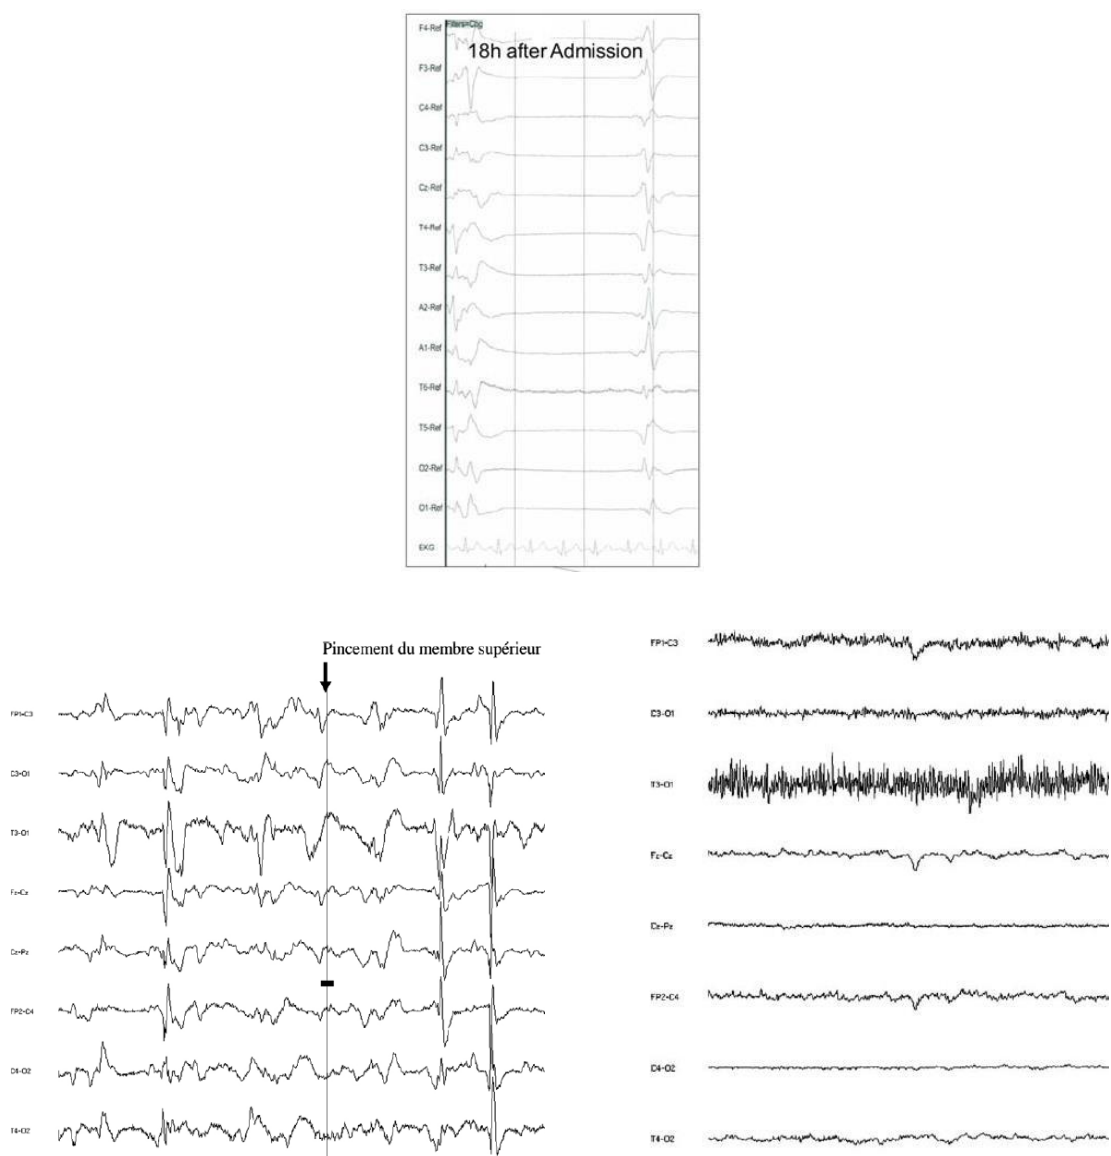 Filters=Cbg
F4-Ref
18h after Admission
F3-Ref
C4-Ref
C3-Ref
Cz-Ref
T4-Ref
T3-Ref
A2-Ref
A1-Ref
T6-Ref
T5-Ref
O2-Ref
O1-Ref
EKG
Pincement du membre supérieur
FP1-C3
C3-O1
T3-O1
Fz-Cz
Cz-Pz
FP2-C4
C4-O2
T4-O2
FP1-C3
C3-O1
T3-O1
Fz-Cz
Cz-Pz
FP2-C4
C4-O2
T4-O2